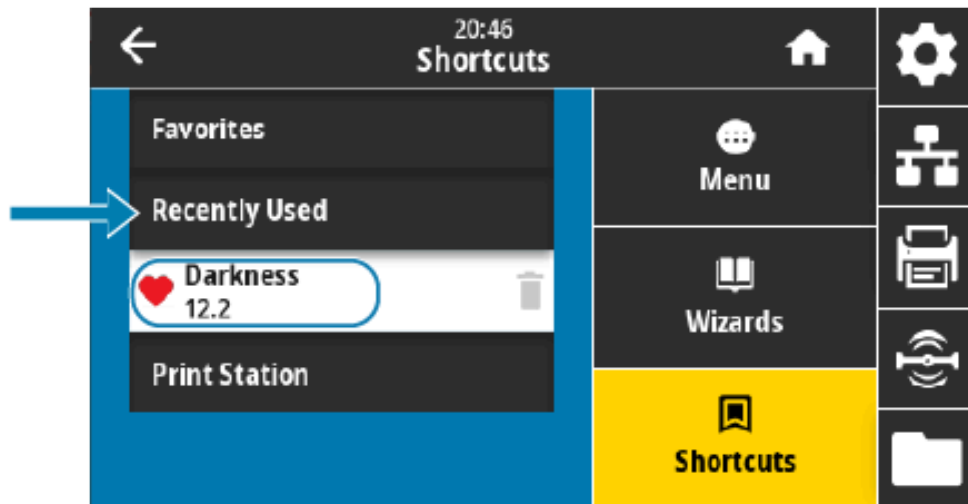 20:46
Shortcuts
Favorites
Recently Used
Darkness
12.2
Print Station
Menu
Wizards
Shortcuts